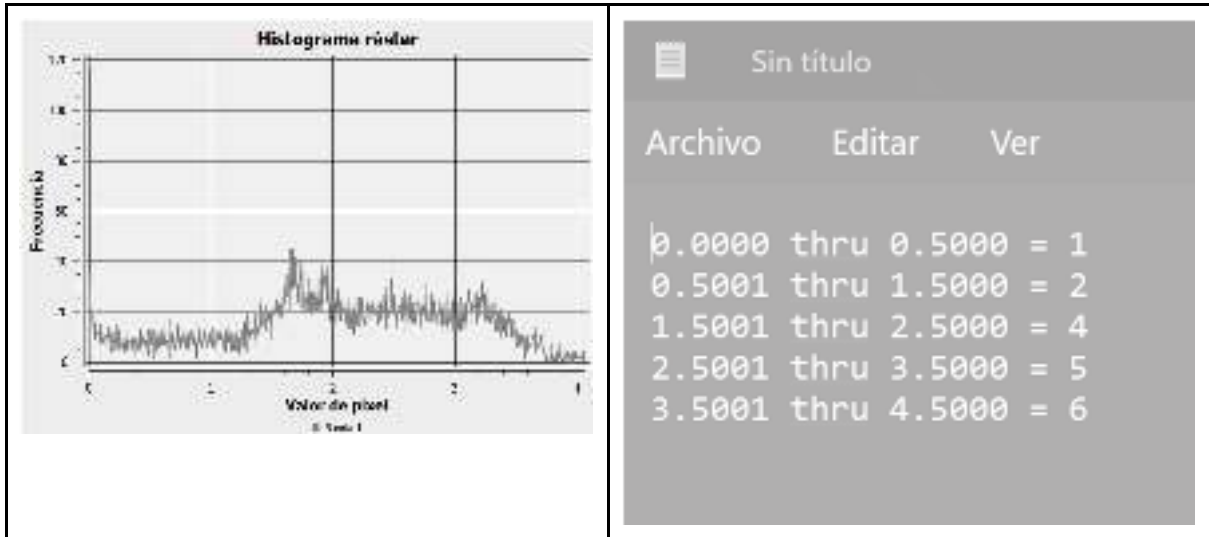 Histograma ráster
Frecuencia
Valor de píxel
Sin título
Archivo Editar Ver
0.0000 thru 0.5000 = 1
0.5001 thru 1.5000 = 2
1.5001 thru 2.5000 = 4
2.5001 thru 3.5000 = 5
3.5001 thru 4.5000 = 6